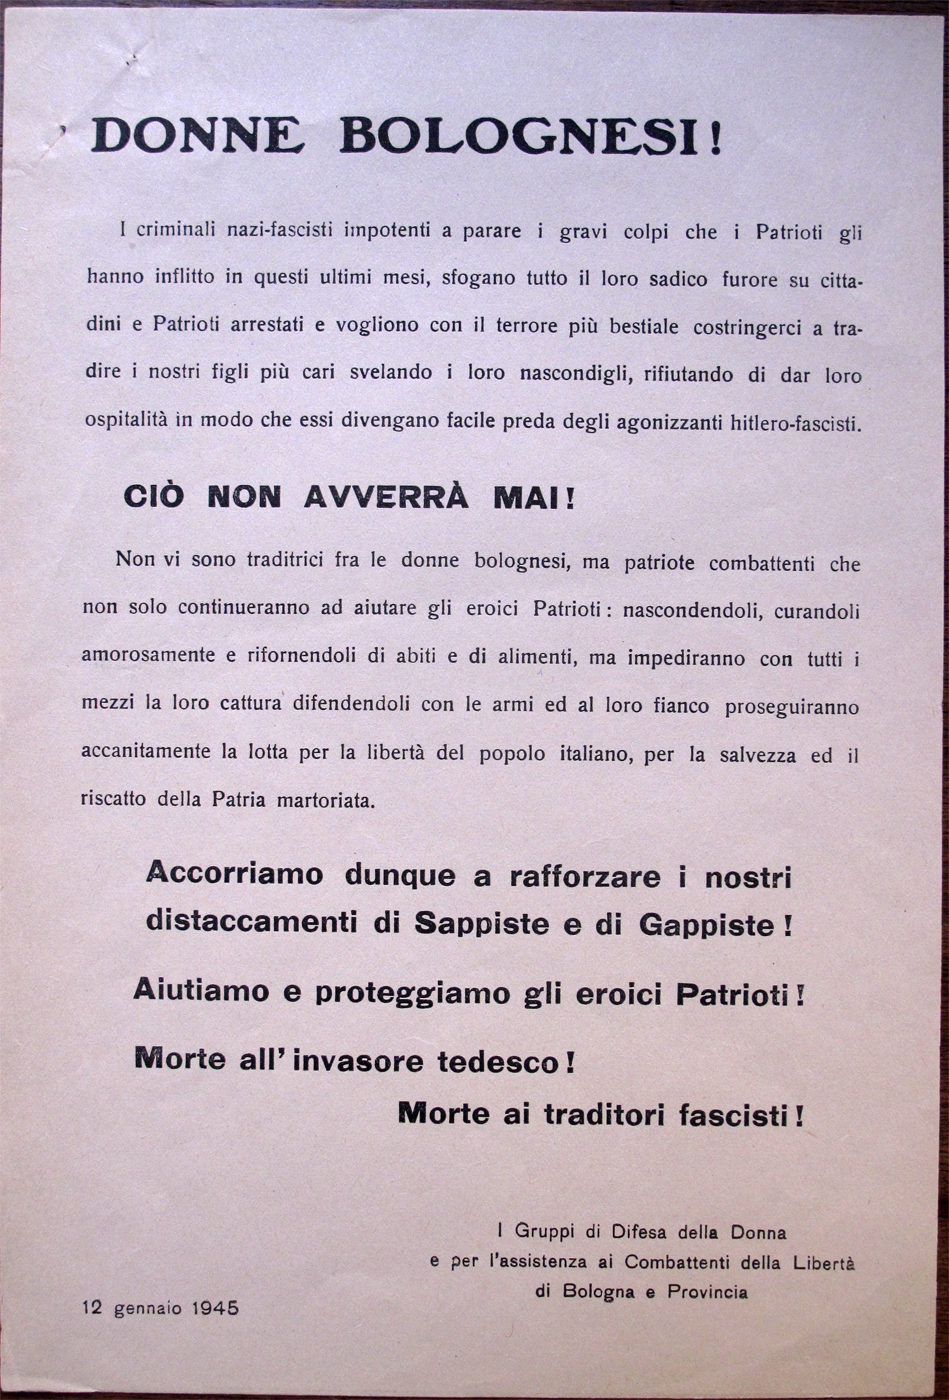 DONNE BOLOGNESI!
I criminali nazi-fascisti impotenti a parare i gravi colpi che i Patrioti gli
hanno inflitto in questi ultimi mesi, sfogano tutto il loro sadico furore su citta-
dini e Patrioti arrestati e vogliono con il terrore più bestiale costringerci a tra-
dire i nostri figli più cari svelando i loro nascondigli, rifiutando di dar loro
ospitalità in modo che essi divengano facile preda degli agonizzanti hitlero-fascisti.
CIÒ NON AVVERRÀ MAI!
Non vi sono traditrici fra le donne bolognesi, ma patriote combattenti che
non solo continueranno ad aiutare gli eroici Patrioti: nascondendoli, curandoli
amorosamente e rifornendoli di abiti e di alimenti, ma impediranno con tutti i
mezzi la loro cattura difendendoli con le armi ed al loro fianco proseguiranno
accanitamente la lotta per la libertà del popolo italiano, per la salvezza ed il
riscatto della Patria martoriata.
Accorriamo dunque a rafforzare i nostri
distaccamenti di Sappiste e di Gappiste!
Aiutiamo e proteggiamo gli eroici Patrioti!
Morte all'invasore tedesco!
Morte ai traditori fascisti!
I Gruppi di Difesa della Donna
e per l'assistenza ai Combattenti della Libertà
di Bologna e Provincia
12 gennaio 1945